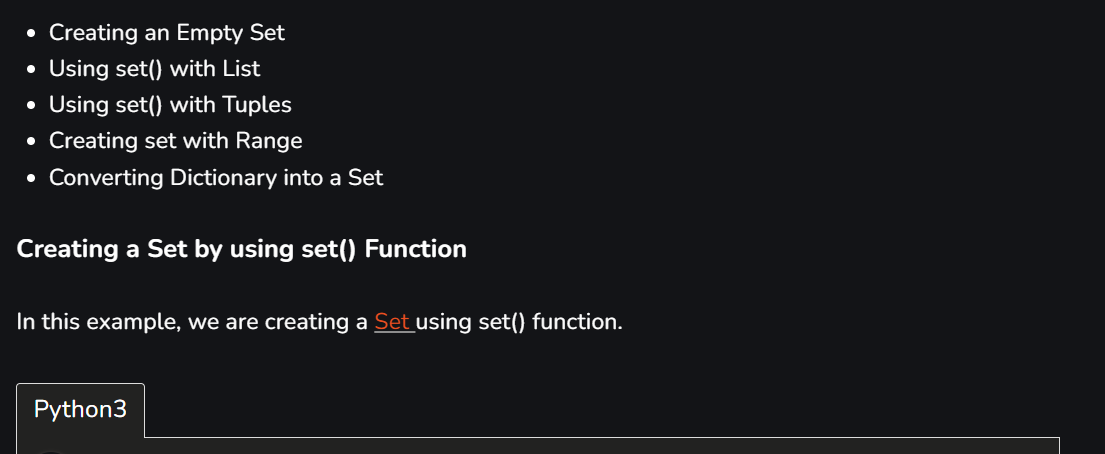 • Creating an Empty Set
• Using set() with List
• Using set() with Tuples
• Creating set with Range
• Converting Dictionary into a Set
Creating a Set by using set() Function
In this example, we are creating a Set using set() function.
Python3